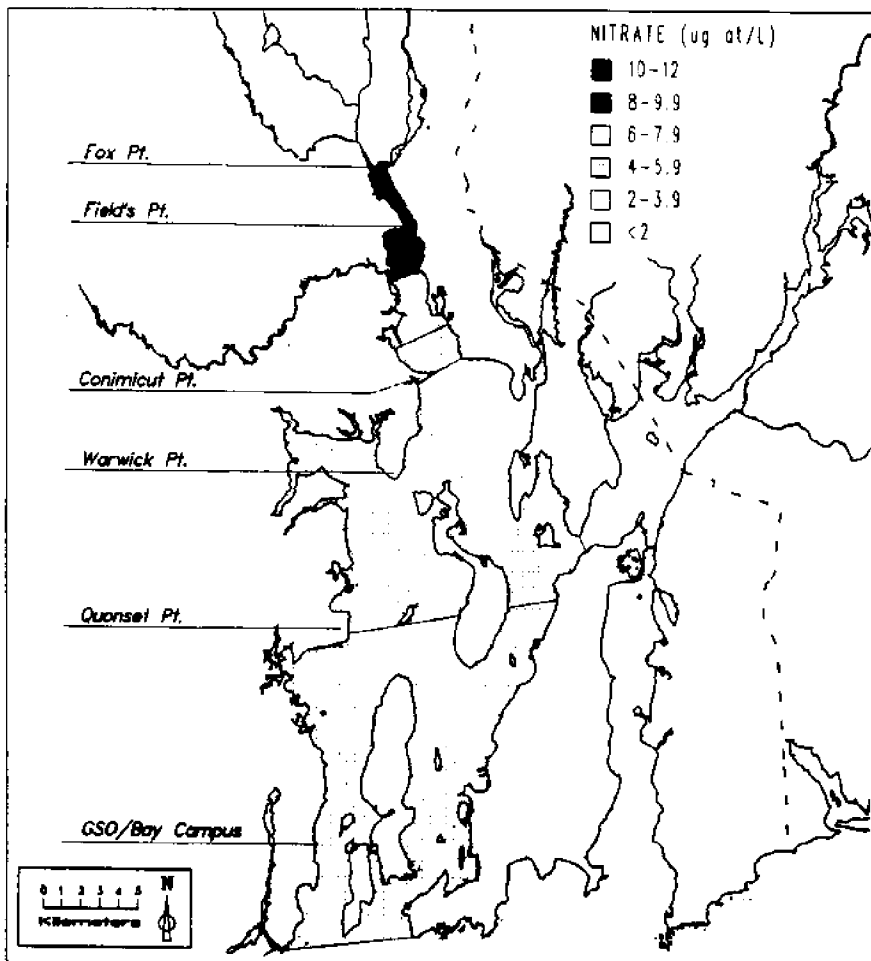 NITRATE (ug at/L)
10-12
8-9.9
6-7.9
4-5.9
2-3.9
<2
Fox Pt.
Field's Pt.
Conimicut Pt.
Warwick Pt.
Quonset Pt.
GSO/Bay Campus
0 1 2 3 4 5
N
Kilometers